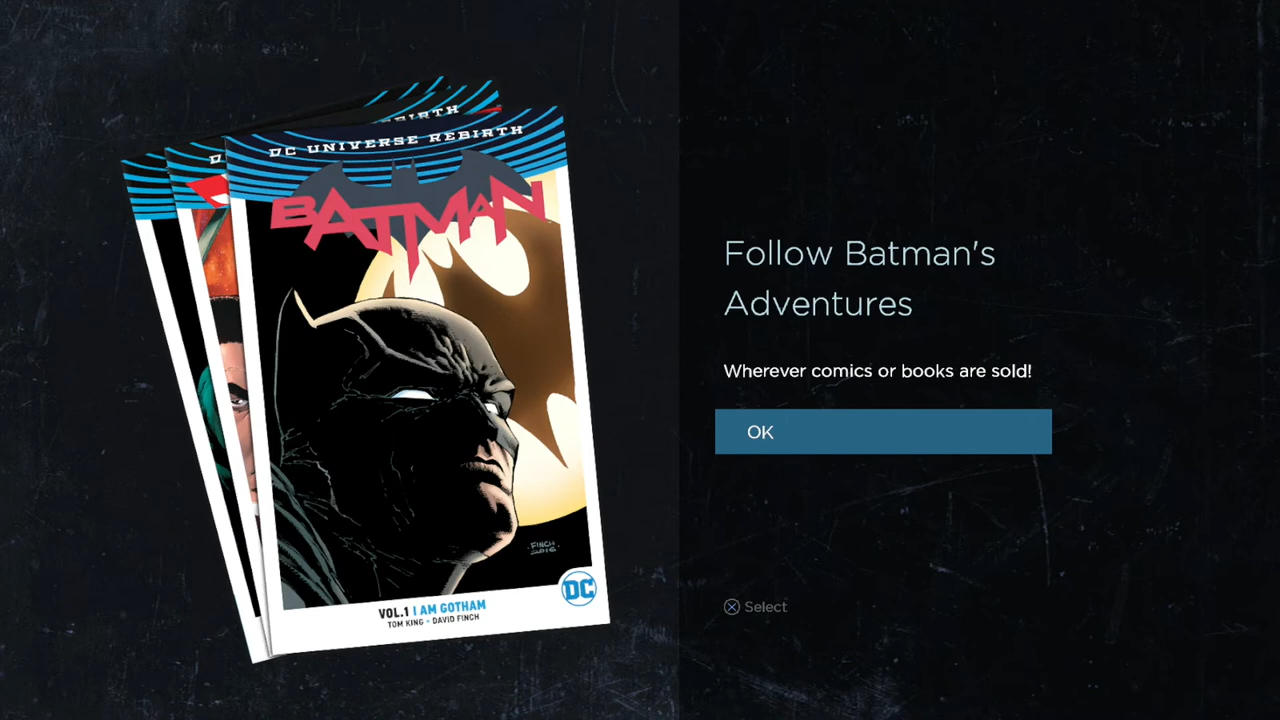 EBIRTH
D
DC UNIVERSE REBIRTH
BATMAN
FINCH
2016
DC
VOL.1 I AM GOTHAM
TOM KING • DAVID FINCH
Follow Batman's
Adventures
Wherever comics or books are sold!
OK
Select